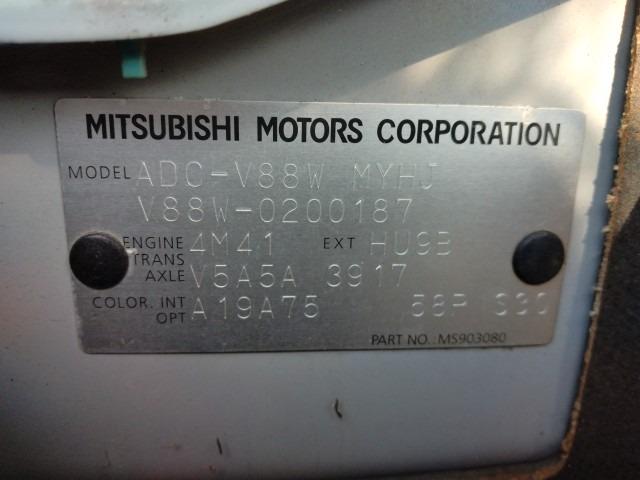 MITSUBISHI MOTORS CORPORATION
MODEL ADC-V88W MYHJ
V88W-0200187
ENGINE 4M41 EXT HU9B
TRANS
AXLE V5A5A 3917
COLOR. INT
OPT A19A75 58P S30
PART NO.: MS903080